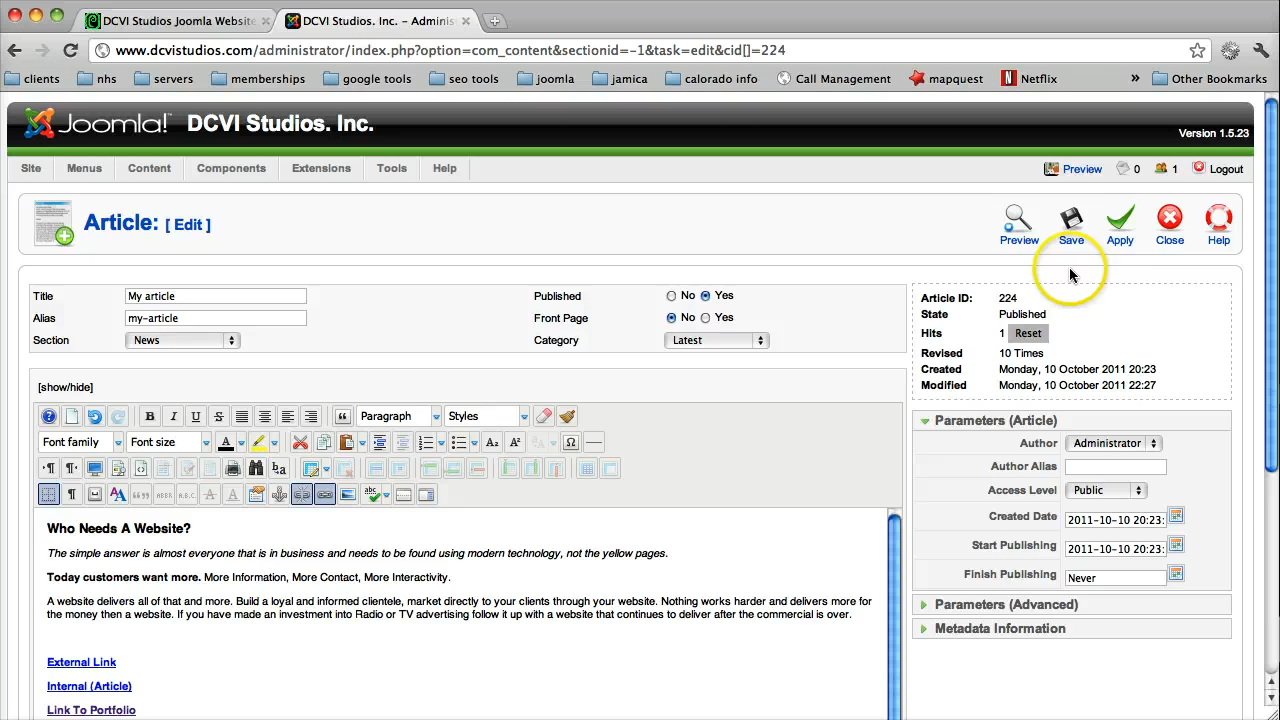 DCVI Studios Joomla Website
DCVI Studios. Inc. – Adminis
www.dcvistudios.com/administrator/index.php?option=com_content&sectionid=-1&task=edit&cid[]=224
clients nhs servers memberships google tools seo tools joomla jamica calorado info Call Management mapquest Netflix » Other Bookmarks
Joomla! DCVI Studios. Inc.
Version 1.5.23
Site Menus Content Components Extensions Tools Help Preview 0 1 Logout
Article: [ Edit ]
Preview Save Apply Close Help
Title My article Published No Yes
Alias my-article Front Page No Yes
Section News Category Latest
Article ID: 224
State Published
Hits 1 Reset
Revised 10 Times
Created Monday, 10 October 2011 20:23
Modified Monday, 10 October 2011 22:27
[show/hide]
B I U S Paragraph Styles
Font family Font size A
ABC
Parameters (Article)
Author Administrator
Author Alias
Access Level Public
Created Date 2011-10-10 20:23:
Start Publishing 2011-10-10 20:23:
Finish Publishing Never
Parameters (Advanced)
Metadata Information
Who Needs A Website?
The simple answer is almost everyone that is in business and needs to be found using modern technology, not the yellow pages.
Today customers want more. More Information, More Contact, More Interactivity.
A website delivers all of that and more. Build a loyal and informed clientele, market directly to your clients through your website. Nothing works harder and delivers more for
the money then a website. If you have made an investment into Radio or TV advertising follow it up with a website that continues to deliver after the commercial is over.
External Link
Internal (Article)
Link To Portfolio